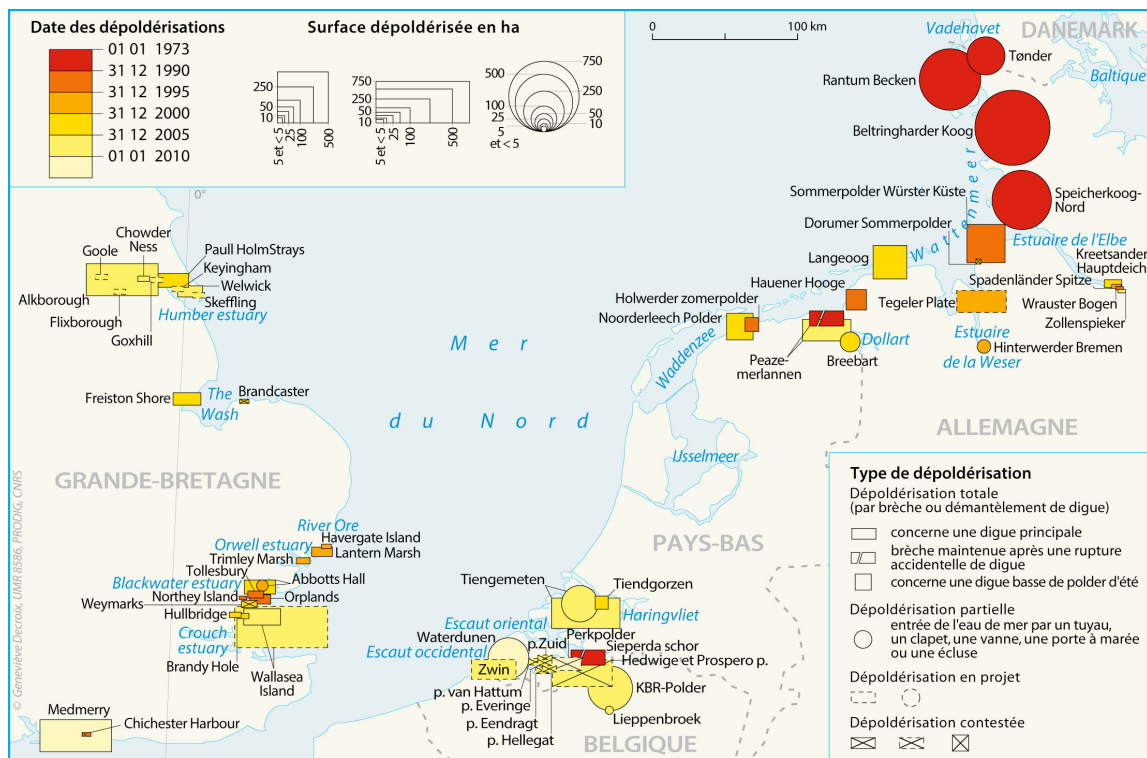 Date des dépoldérisations
01 01 1973
31 12 1990
31 12 1995
31 12 2000
31 12 2005
01 01 2010
Surface dépoldérisée en ha
250
100
50
10
5 et <5
25
100
500
750
250
100
50
10
5 et <5
25
100
500
500
100
25
5
et < 5
750
250
50
10
0
100 km
DANEMARK
Vadehavet
Tønder
Rantum Becken
Baltique
Beltringharder Koog
Sommerpolder Würster Küste
Speicherkoog-
Nord
Dorumer Sommerpolder
Wattenmeer
Estuaire de l'Elbe
Kreetsander
Hauptdeich
Langeoog
Hauener Hooge
Spadenländer Spitze
Tegeler Plate
Wrauster Bogen
Zollenspieker
Holwerder zomerpolder
Noorderleech Polder
Waddenzee
Dollart
Estuaire
de la Weser
Hinterwerder Bremen
Peaze-
merlannen
Breebart
0°
Chowder
Ness
Goole
Paull HolmStrays
Keyingham
Welwick
Skeffling
Alkborough
Flixborough
Humber estuary
Goxhill
Mer
du Nord
The
Wash
Brandcaster
Freiston Shore
IJsselmeer
ALLEMAGNE
GRANDE-BRETAGNE
PAYS-BAS
River Ore
Havergate Island
Orwell estuary
Lantern Marsh
Trimley Marsh
Tollesbury
Blackwater estuary
Abbotts Hall
Northey Island
Orplands
Weymarks
Hullbridge
Crouch
estuary
Brandy Hole
Wallasea
Island
Medmerry
Chichester Harbour
Tiengemeten
Tiendgorzen
Haringvliet
Escaut oriental
Waterdunen
Escaut occidental
p.Zuid
Perkpolder
Sieperda schor
Hedwige et Prospero p.
Zwin
p. van Hattum
p. Everinge
p. Eendragt
p. Hellegat
KBR-Polder
Lieppenbroek
BELGIQUE
Type de dépoldérisation
Dépoldérisation totale
(par brèche ou démantèlement de digue)
concerne une digue principale
brèche maintenue après une rupture
accidentelle de digue
concerne une digue basse de polder d'été
Dépoldérisation partielle
entrée de l'eau de mer par un tuyau,
un clapet, une vanne, une porte à marée
ou une écluse
Dépoldérisation en projet
Dépoldérisation contestée
© Geneviève Decroix, UMR 8586, PRODIG, CNRS